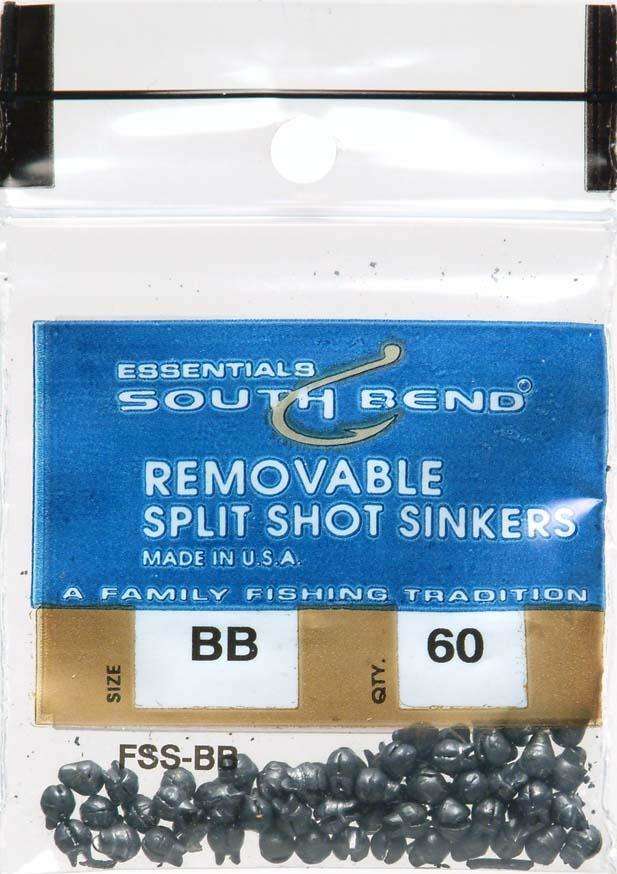 ESSENTIALS
SOUTH BEND®
REMOVABLE
SPLIT SHOT SINKERS
MADE IN U.S.A.
A FAMILY FISHING TRADITION
SIZE BB QTY. 60
FSS-BB